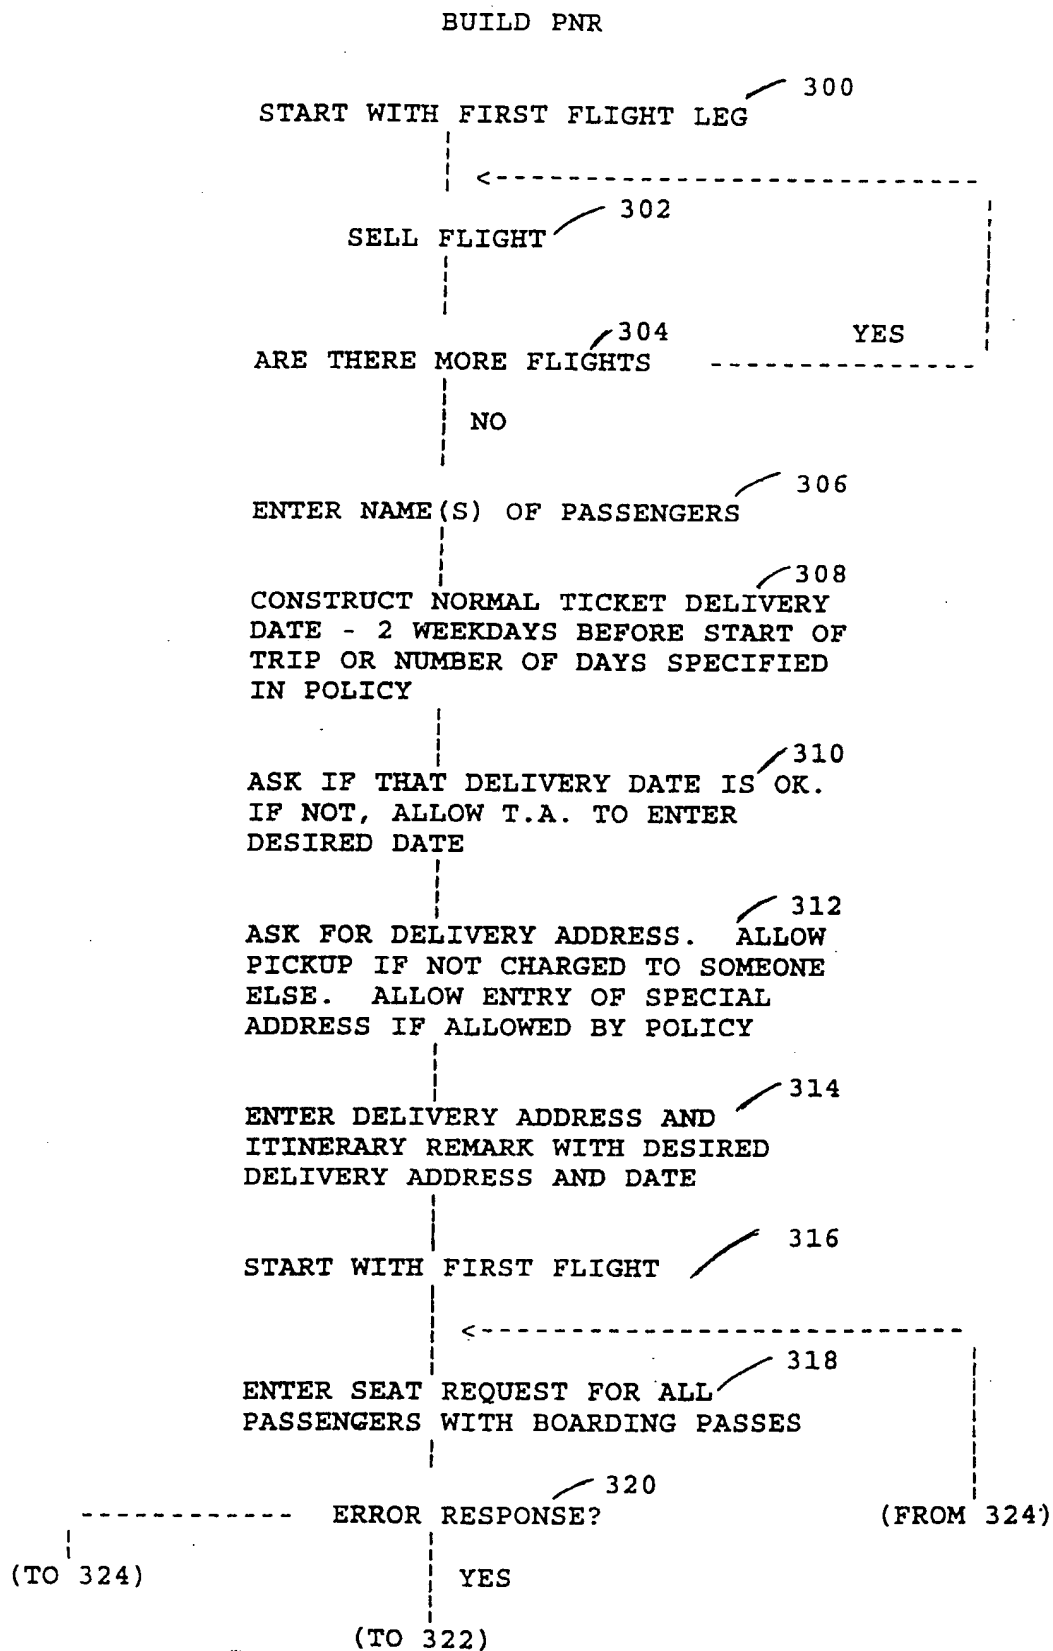 BUILD PNR
300
START WITH FIRST FLIGHT LEG
302
SELL FLIGHT
304
YES
ARE THERE MORE FLIGHTS
NO
306
ENTER NAME(S) OF PASSENGERS
308
CONSTRUCT NORMAL TICKET DELIVERY
DATE - 2 WEEKDAYS BEFORE START OF
TRIP OR NUMBER OF DAYS SPECIFIED
IN POLICY
310
ASK IF THAT DELIVERY DATE IS OK.
IF NOT, ALLOW T.A. TO ENTER
DESIRED DATE
312
ASK FOR DELIVERY ADDRESS. ALLOW
PICKUP IF NOT CHARGED TO SOMEONE
ELSE. ALLOW ENTRY OF SPECIAL
ADDRESS IF ALLOWED BY POLICY
314
ENTER DELIVERY ADDRESS AND
ITINERARY REMARK WITH DESIRED
DELIVERY ADDRESS AND DATE
316
START WITH FIRST FLIGHT
318
ENTER SEAT REQUEST FOR ALL
PASSENGERS WITH BOARDING PASSES
320
ERROR RESPONSE?
(FROM 324)
(TO 324)
YES
(TO 322)